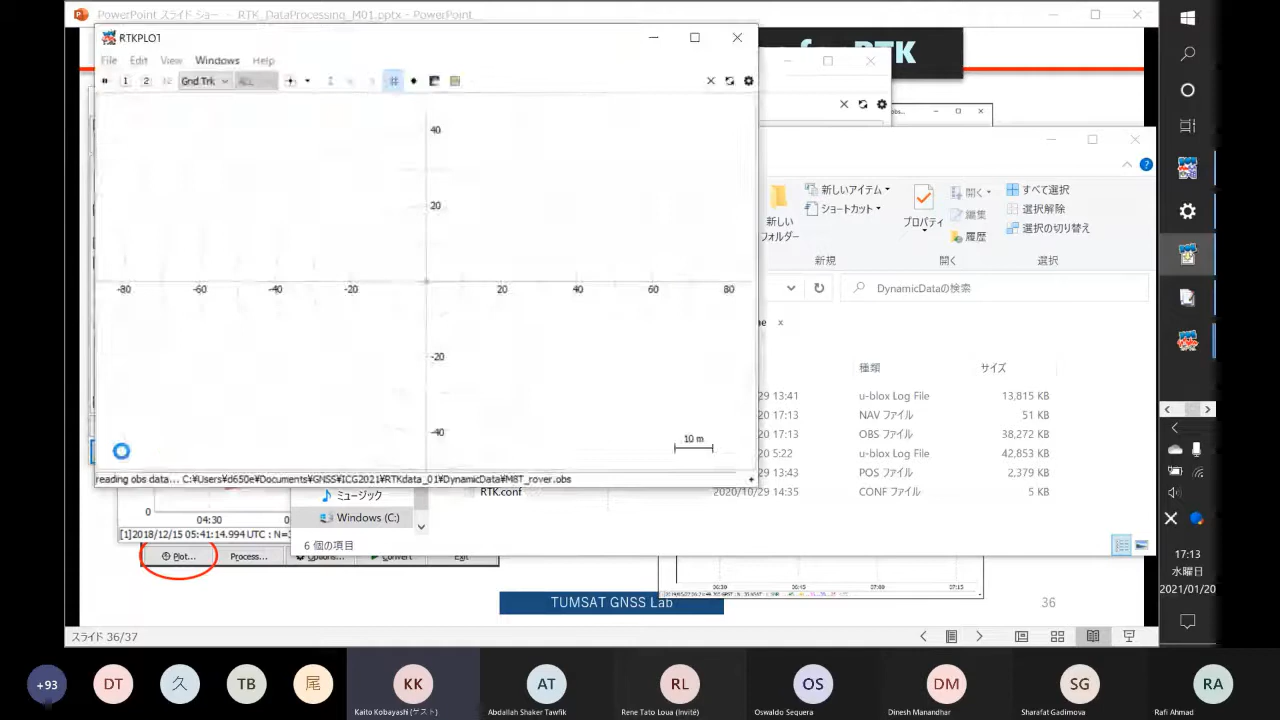 PowerPoint スライド ショー - RTK_DataProcessing_M01.pptx - PowerPoint
RTK
RTKPLOT
File Edit View Windows Help
1 2 Gnd Trk ALL
40
20
-80 -60 -40 -20 20 40 60 80
-20
-40
10 m
reading obs data... C:¥Users¥d650e¥Documents¥GNSS¥ICG2021¥RTKdata_01¥DynamicData¥M8T_rover.obs
新しい
フォルダー
新しいアイテム
ショートカット
新規
プロパティ
開く
編集
履歴
開く
すべて選択
選択解除
選択の切り替え
選択
DynamicDataの検索
種類 サイズ
29 13:41 u-blox Log File 13,815 KB
20 17:13 NAV ファイル 51 KB
20 17:13 OBS ファイル 38,272 KB
20 5:22 u-blox Log File 42,853 KB
29 13:43 POS ファイル 2,379 KB
RTK.conf 2020/10/29 14:35 CONF ファイル 5 KB
ミュージック
Windows (C:)
6 個の項目
0
04:30
[1]2018/12/15 05:41:14.994 UTC : N=
Plot... Process... Options... Convert Exit
06:30 06:45 07:00 07:15
TUMSAT GNSS Lab
36
スライド 36/37
17:13
水曜日
2021/01/20
+93 DT 久 TB 尾 KK AT RL OS DM SG RA
Kaito Kobayashi (ゲスト) Abdallah Shaker Tawfik Rene Tato Loua (Invité) Oswaldo Sequera Dinesh Manandhar Sharafat Gadimova Rafi Ahmad